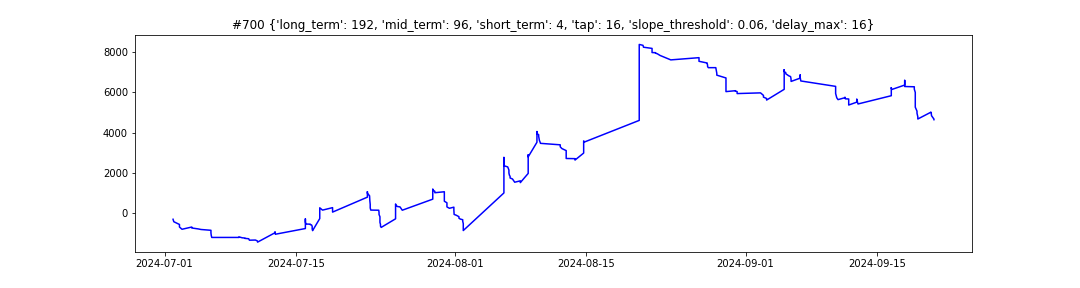 #700 {'long_term': 192, 'mid_term': 96, 'short_term': 4, 'tap': 16, 'slope_threshold': 0.06, 'delay_max': 16}
8000
6000
4000
2000
0
2024-07-01 2024-07-15 2024-08-01 2024-08-15 2024-09-01 2024-09-15